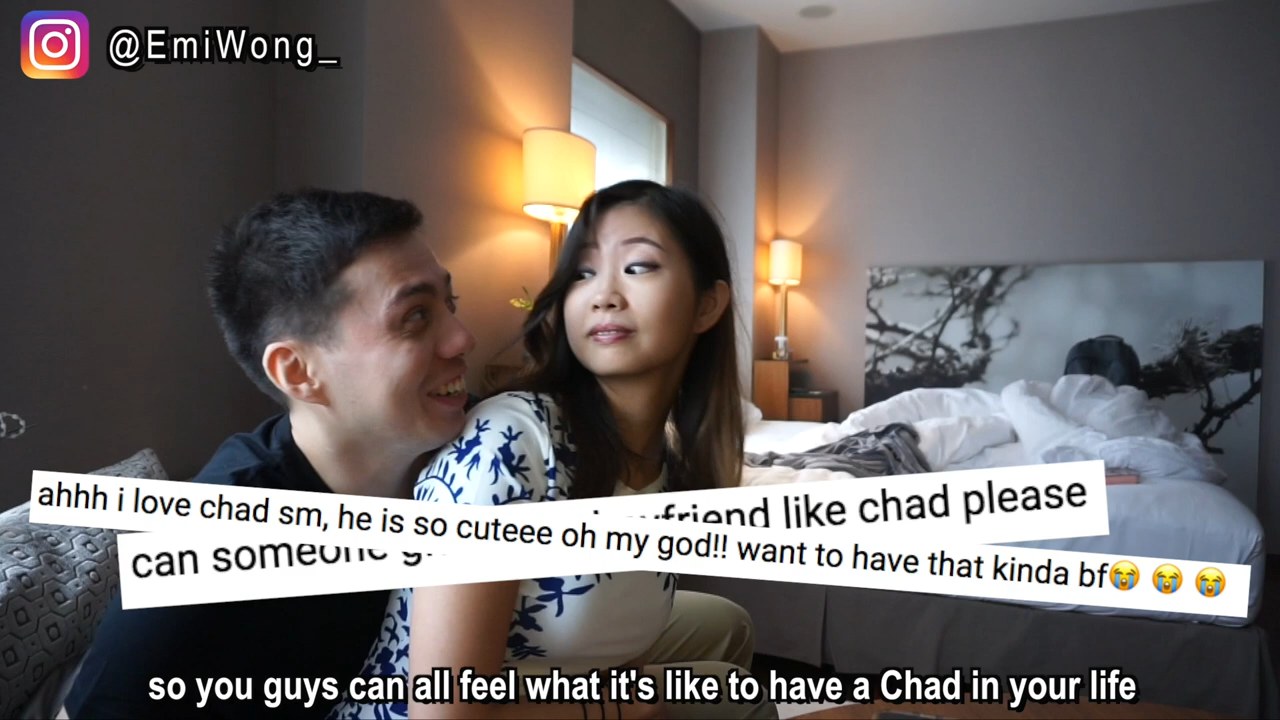 @EmiWong_
ahhh i love chad sm, he is so cuteee oh my god!! want to have that kinda bf😭 😭 😭
can someone like chad please
so you guys can all feel what it's like to have a Chad in your life